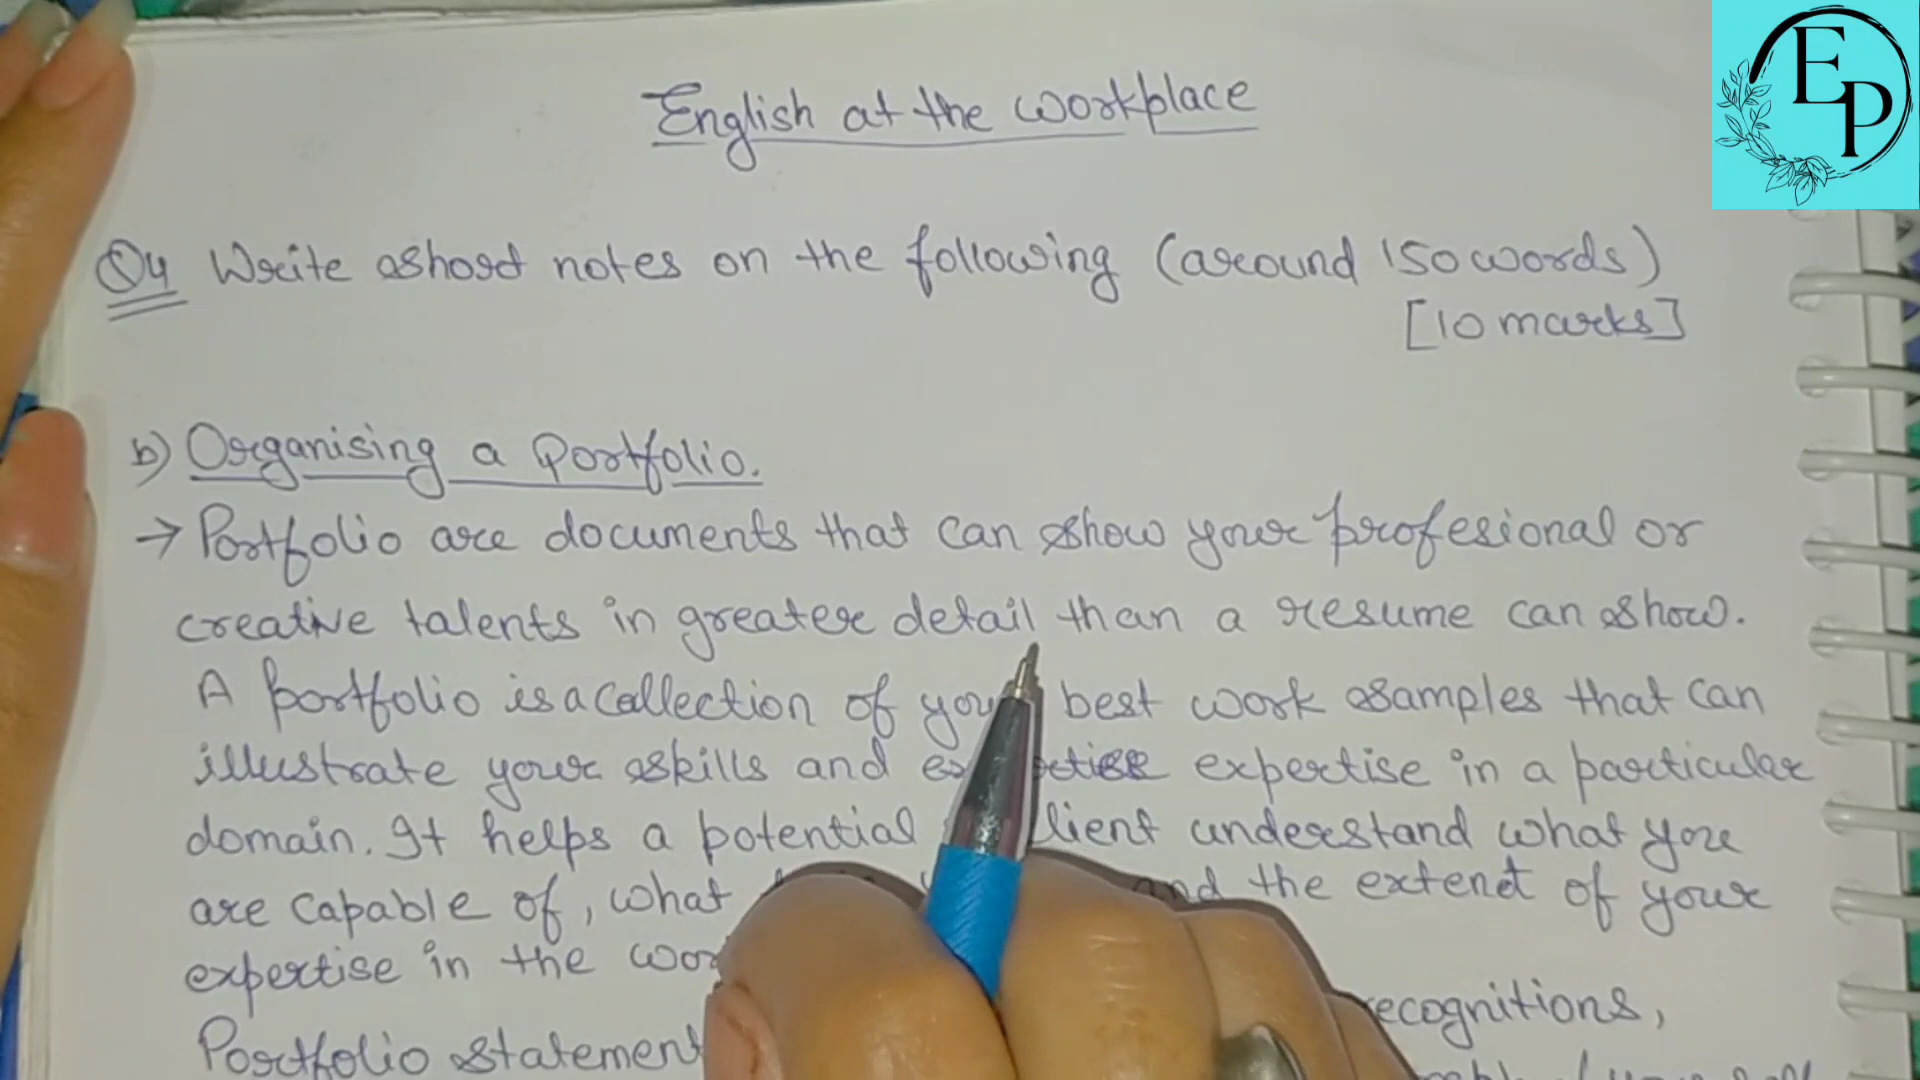 English at the workplace
EP
Q4 Write short notes on the following (around 150 words)
[10 marks]
b) Organising a Portfolio.
→ Portfolio are documents that can show your profesional or
creative talents in greater detail than a resume can show.
A portfolio is a collection of your best work samples that can
illustrate your skills and expertise in a particular
domain. It helps a potential client understand what you
are capable of, what and the extend of your
expertise in the
Portfolio statement recognitions,